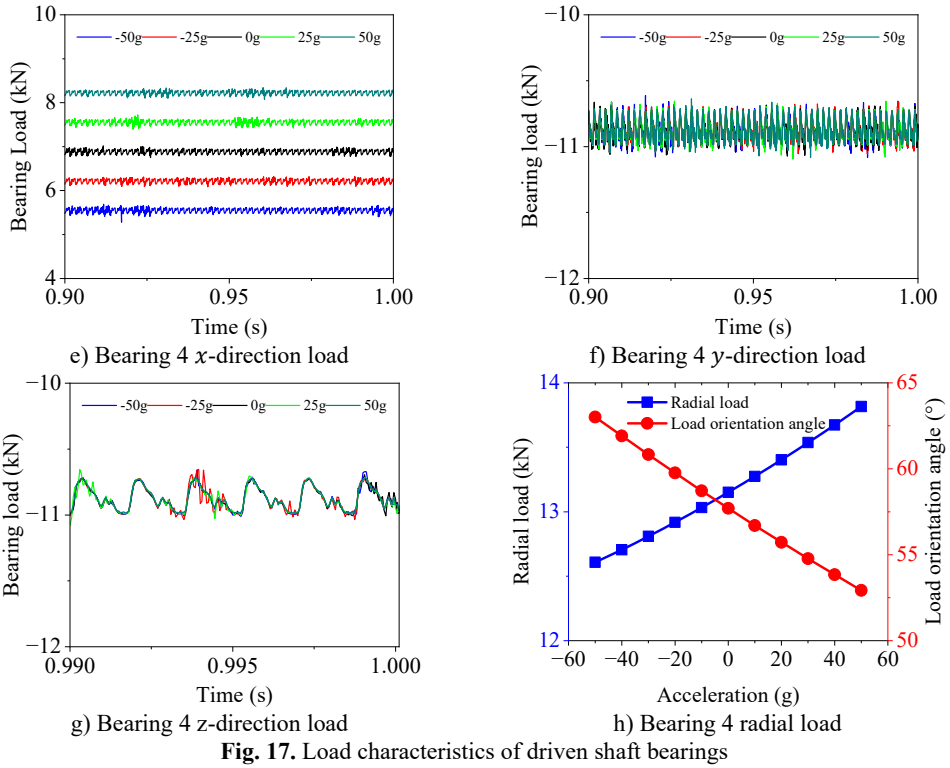 10
8
6
4
Bearing Load (kN)
-50g -25g 0g 25g 50g
0.90 0.95 1.00
Time (s)
e) Bearing 4 x-direction load
−10
−11
−12
Bearing load (kN)
-50g -25g 0g 25g 50g
0.90 0.95 1.00
Time (s)
f) Bearing 4 y-direction load
−10
−11
−12
Bearing load (kN)
-50g -25g 0g 25g 50g
0.990 0.995 1.000
Time (s)
g) Bearing 4 z-direction load
14
13
12
Radial load (kN)
Radial load
Load orientation angle
65
60
55
50
Load orientation angle (°)
−60 −40 −20 0 20 40 60
Acceleration (g)
h) Bearing 4 radial load
Fig. 17. Load characteristics of driven shaft bearings